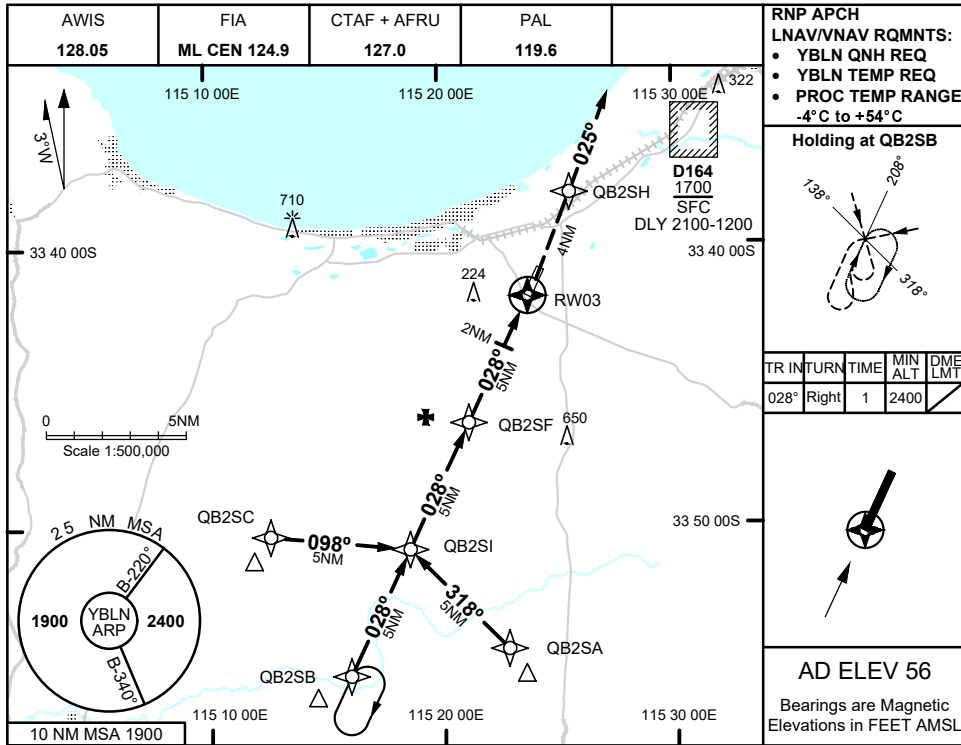 AWIS
128.05
FIA
ML CEN 124.9
CTAF + AFRU
127.0
PAL
119.6
RNP APCH
LNAV/VNAV RQMNTS:
• YBLN QNH REQ
• YBLN TEMP REQ
• PROC TEMP RANGE
-4°C to +54°C
Holding at QB2SB
138°
208°
318°
TR IN TURN TIME MIN ALT DME LMT
028° Right 1 2400
AD ELEV 56
Bearings are Magnetic
Elevations in FEET AMSL
115 10 00E
115 20 00E
115 30 00E
322
3°W
025°
QB2SH
D164
1700
SFC
DLY 2100-1200
710
33 40 00S
33 40 00S
4NM
224
RW03
2NM
028°
5NM
0 5NM
Scale 1:500,000
QB2SF
650
028°
5NM
QB2SC
098°
5NM
QB2SI
33 50 00S
25 NM MSA
B-220°
1900
YBLN
ARP
2400
B-340°
028°
5NM
318°
5NM
QB2SA
QB2SB
115 10 00E
115 20 00E
115 30 00E
10 NM MSA 1900